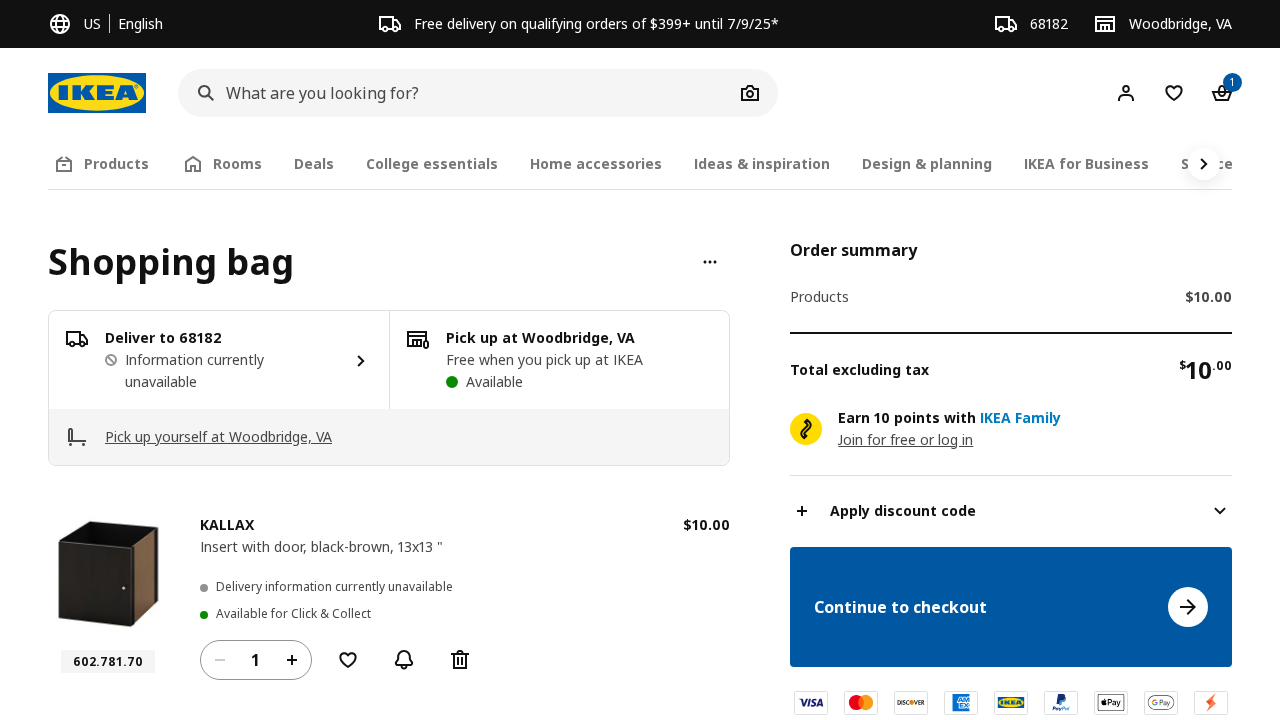 US English
Free delivery on qualifying orders of $399+ until 7/9/25*
68182
Woodbridge, VA
IKEA
What are you looking for?
1
Products
Rooms
Deals
College essentials
Home accessories
Ideas & inspiration
Design & planning
IKEA for Business
Shopping bag
Deliver to 68182
Information currently
unavailable
Pick up at Woodbridge, VA
Free when you pick up at IKEA
Available
Pick up yourself at Woodbridge, VA
KALLAX
$10.00
Insert with door, black-brown, 13x13 "
Delivery information currently unavailable
Available for Click & Collect
1
602.781.70
Order summary
Products $10.00
Total excluding tax $10.00
Earn 10 points with IKEA Family
Join for free or log in
Apply discount code
Continue to checkout
VISA
DISCOVER
AMEX
IKEA
PayPal
Pay
G Pay